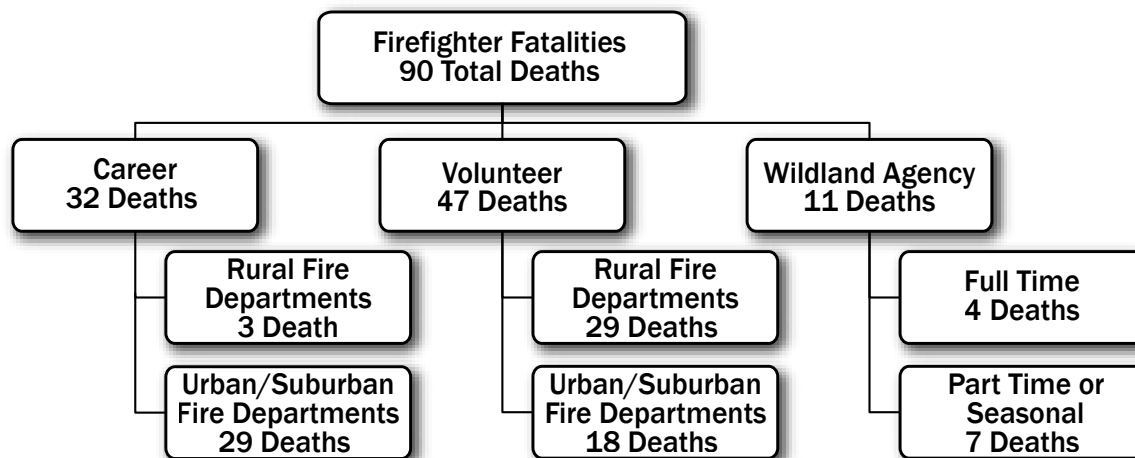 Firefighter Fatalities
90 Total Deaths
Career
32 Deaths
Volunteer
47 Deaths
Wildland Agency
11 Deaths
Rural Fire
Departments
3 Death
Rural Fire
Departments
29 Deaths
Full Time
4 Deaths
Urban/Suburban
Fire Departments
29 Deaths
Urban/Suburban
Fire Departments
18 Deaths
Part Time or
Seasonal
7 Deaths